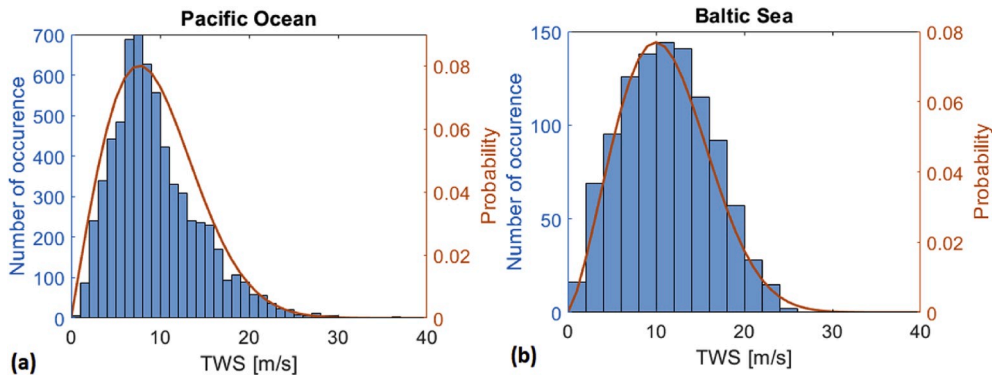 Pacific Ocean
Number of occurence
700
600
500
400
300
200
100
0
0.08
0.06
0.04
0.02
0
Probability
0 10 20 30 40
TWS [m/s]
(a)
Baltic Sea
Number of occurence
150
100
50
0
0.08
0.06
0.04
0.02
0
Probability
0 10 20 30 40
TWS [m/s]
(b)